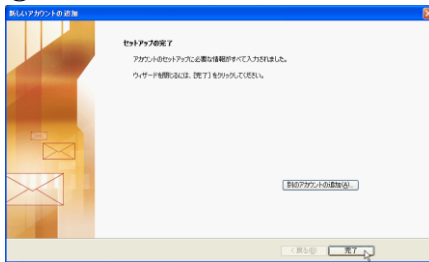 新しいアカウントの追加
セットアップの完了
アカウントのセットアップに必要な情報がすべて入力されました。
ウィザードを閉じるには、[完了] をクリックしてください。
別のアカウントの追加(A)...
< 戻る(B)
完了